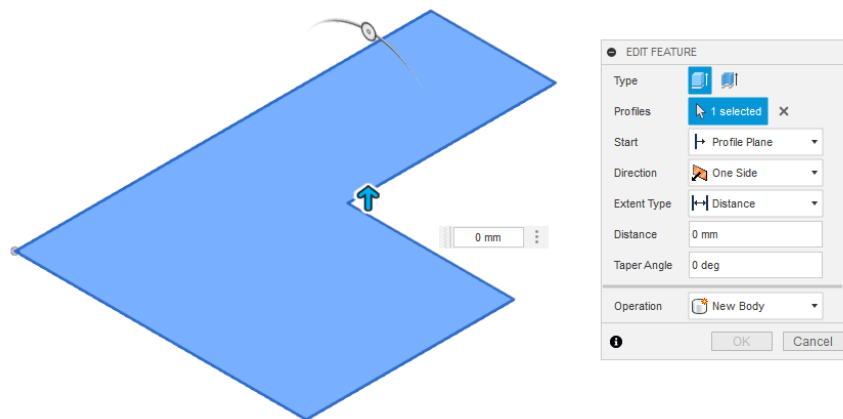 EDIT FEATURE
Type
Profiles 1 selected
Start Profile Plane
Direction One Side
Extent Type Distance
0 mm
Distance 0 mm
Taper Angle 0 deg
Operation New Body
OK Cancel